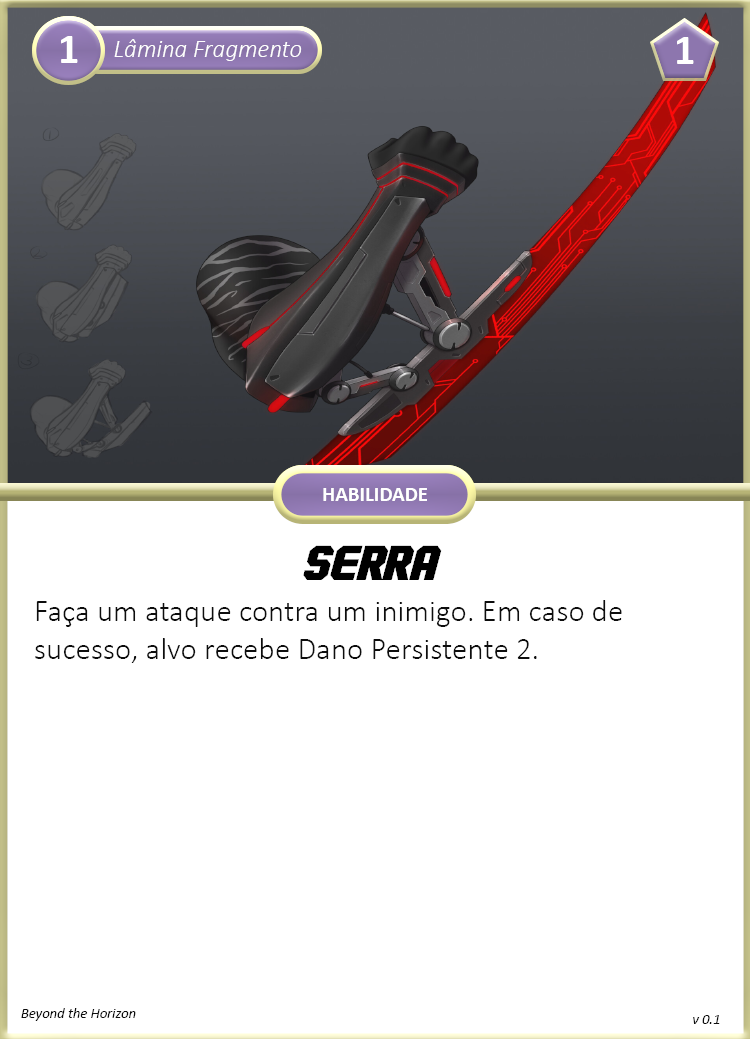 1 Lâmina Fragmento
1
HABILIDADE
SERRA
Faça um ataque contra um inimigo. Em caso de
sucesso, alvo recebe Dano Persistente 2.
Beyond the Horizon
v 0.1